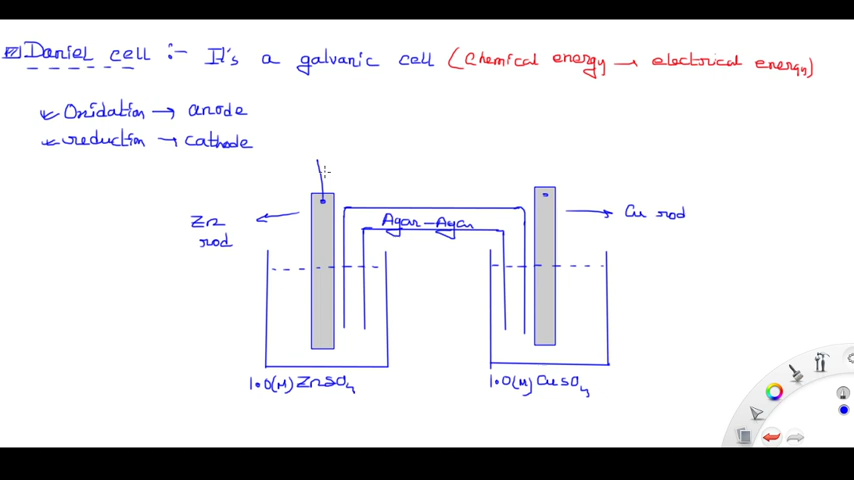 Daniel cell :- It's a galvanic cell (Chemical energy → electrical energy)
Oxidation → anode
reduction → cathode
Agar-Agar
Zn
rod
Cu rod
1.0(M) ZnSO4
1.0(M) CuSO4